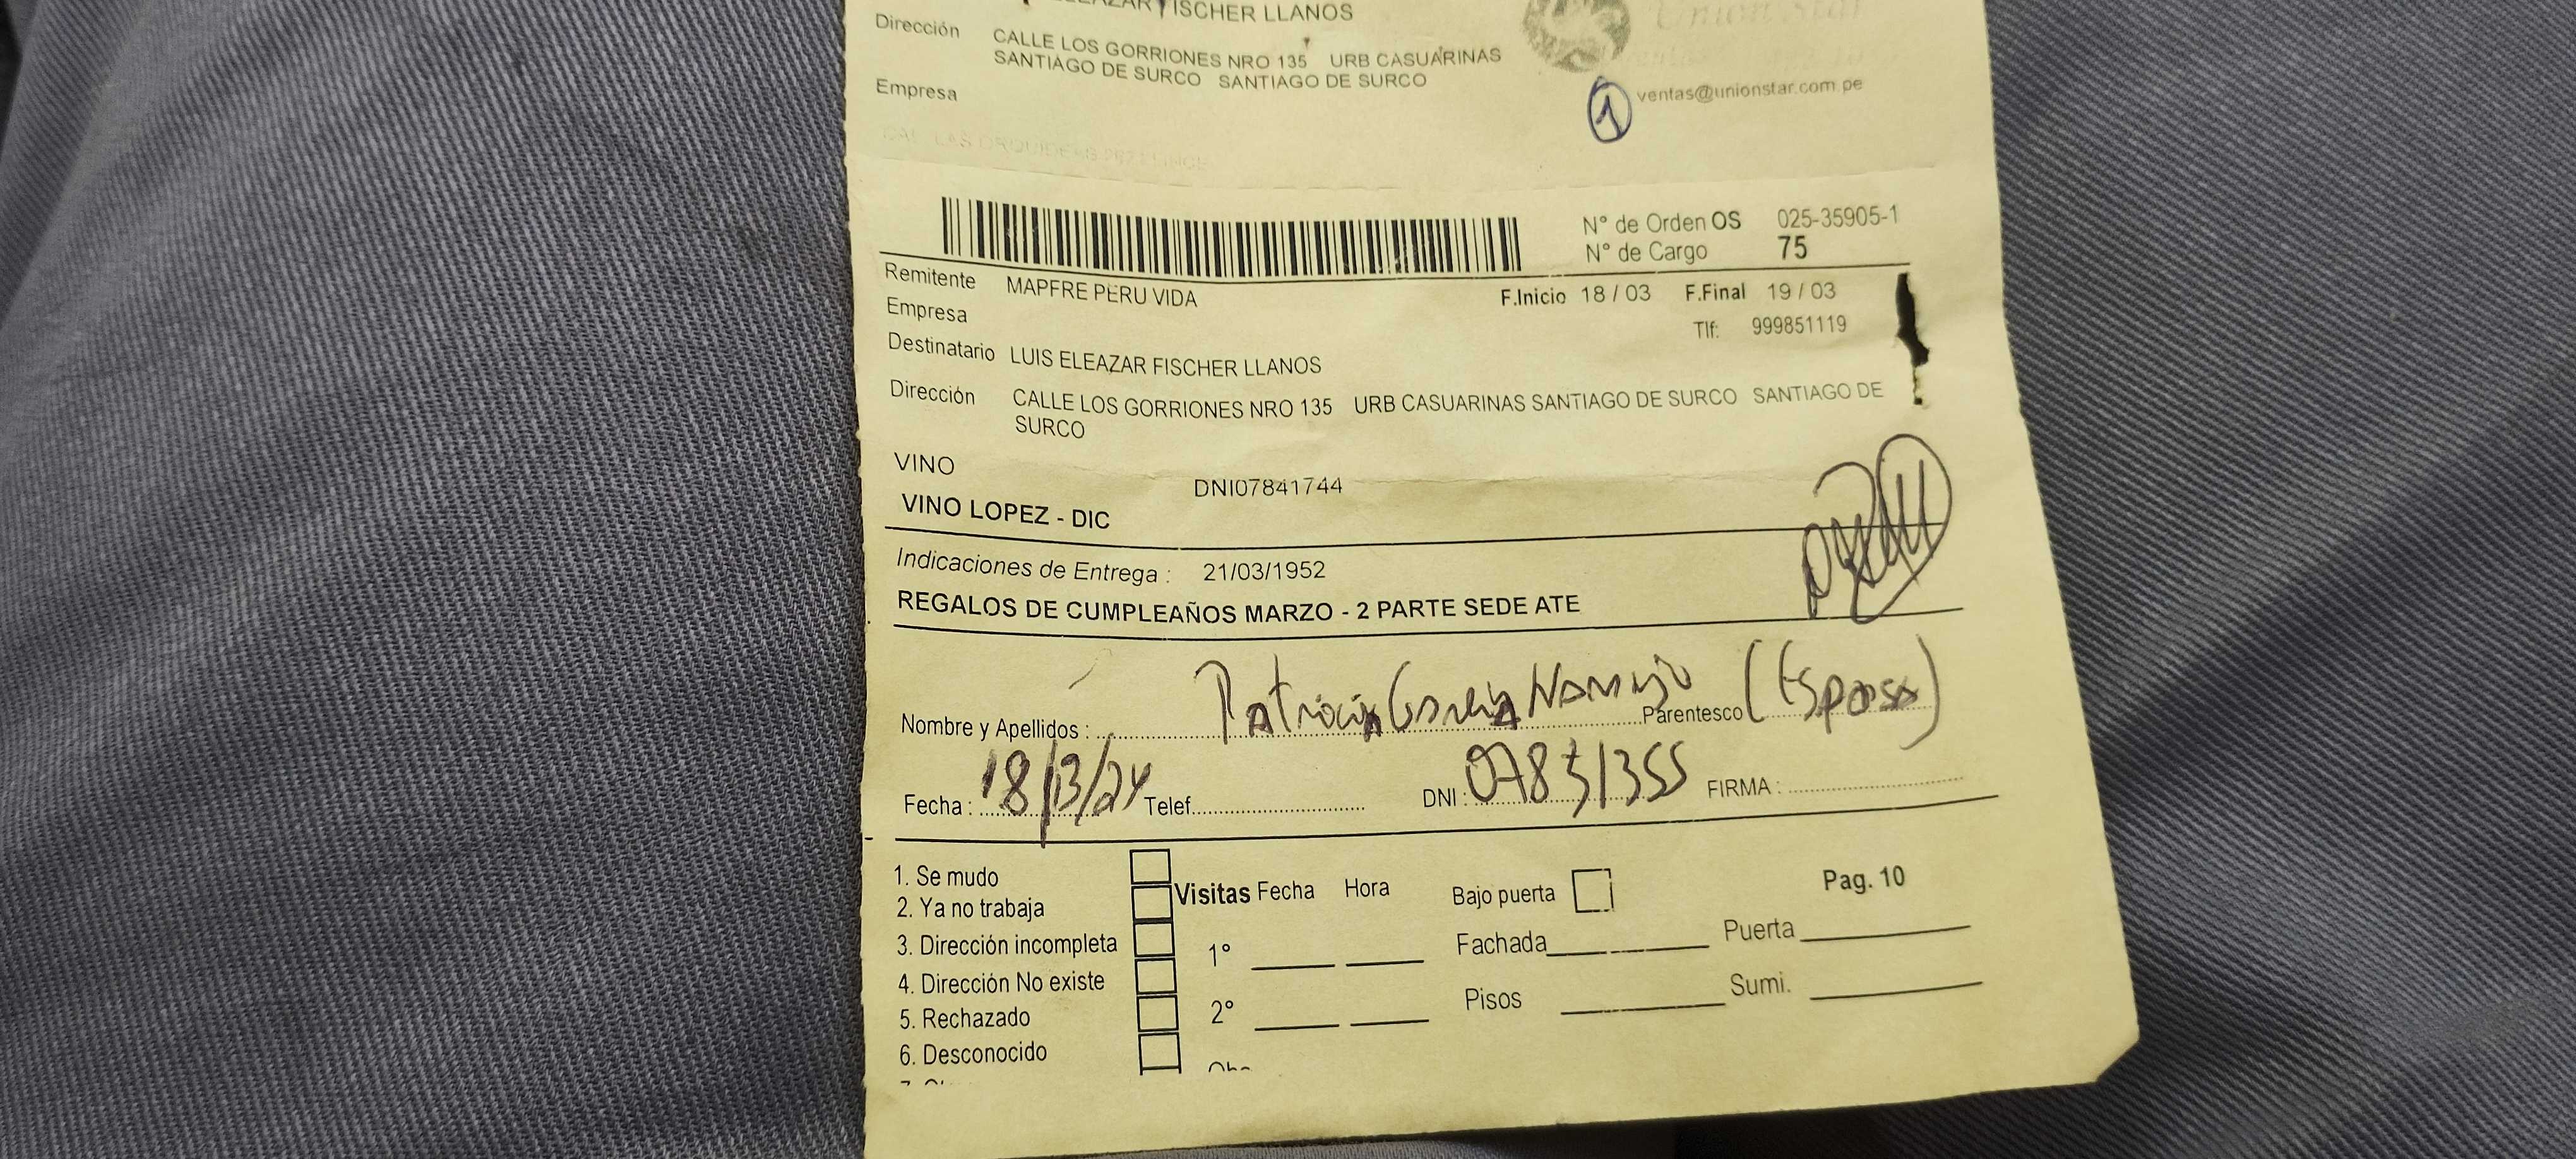 FISCHER LLANOS
Dirección CALLE LOS GORRIONES NRO 135 URB CASUARINAS
SANTIAGO DE SURCO SANTIAGO DE SURCO
Union Star
Empresa
1 ventas@unionstar.com.pe
N° de Orden OS 025-35905-1
N° de Cargo 75
Remitente MAPFRE PERU VIDA F.Inicio 18 / 03 F.Final 19 / 03
Empresa
Tlf: 999851119
Destinatario LUIS ELEAZAR FISCHER LLANOS
Dirección CALLE LOS GORRIONES NRO 135 URB CASUARINAS SANTIAGO DE SURCO SANTIAGO DE
SURCO
VINO DNI07841744
VINO LOPEZ - DIC
Indicaciones de Entrega : 21/03/1952
REGALOS DE CUMPLEAÑOS MARZO - 2 PARTE SEDE ATE
Nombre y Apellidos : Patricia Naranjo Parentesco (Esposa)
Fecha : 18/13/24 Telef. DNI : FIRMA :
1. Se mudo
2. Ya no trabaja
3. Dirección incompleta
4. Dirección No existe
5. Rechazado
6. Desconocido
Visitas Fecha Hora
1°
2°
Bajo puerta Pag. 10
Fachada Puerta
Pisos Sumi.